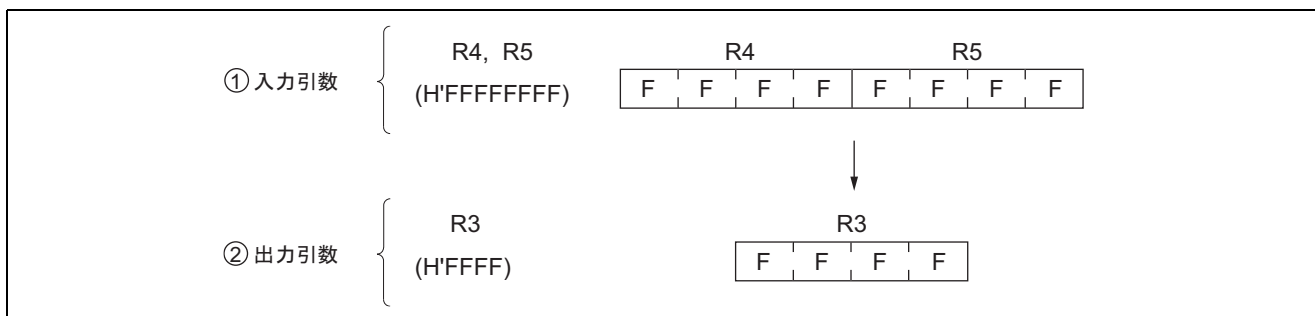 ① 入力引数
R4, R5
(H'FFFFFFFF)
R4 R5
F F F F F F F F
② 出力引数
R3
(H'FFFF)
R3
F F F F